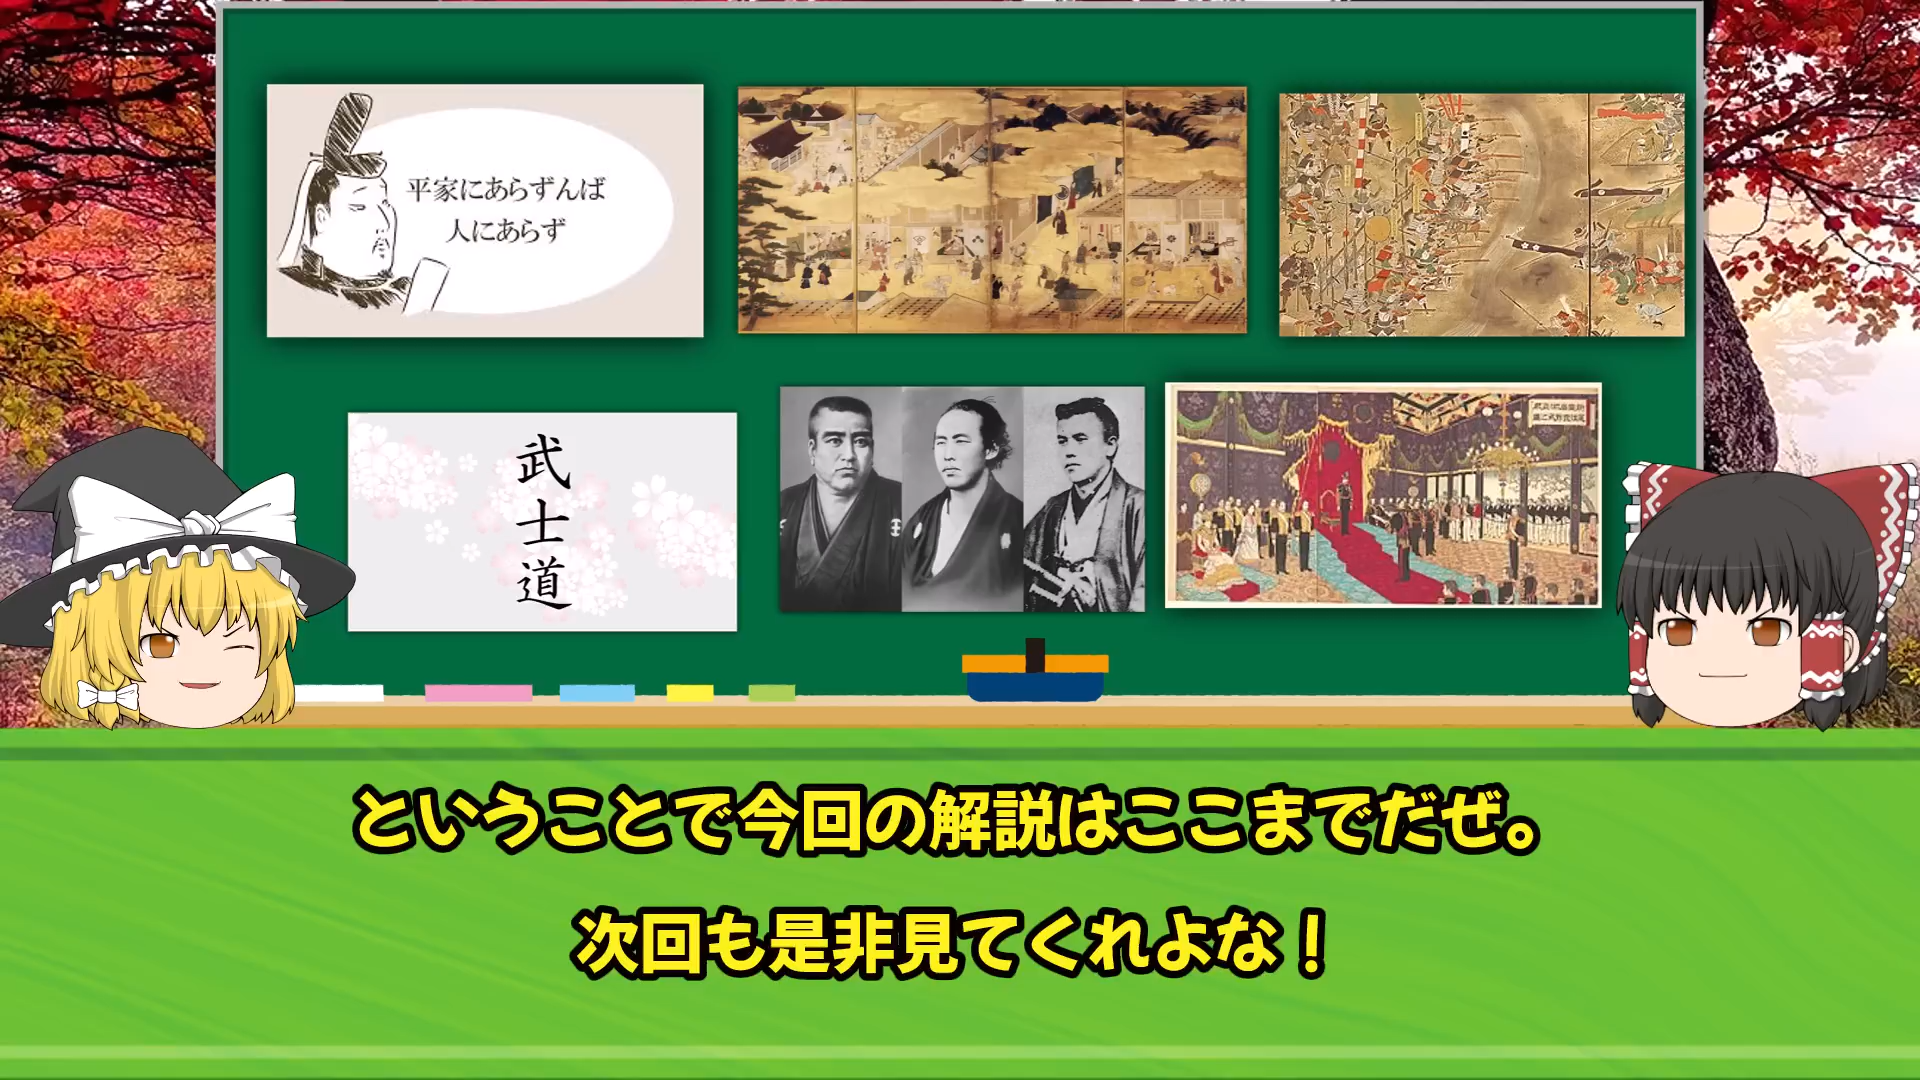 平家にあらずんば
人にあらず
武士道
ということで今回の解説はここまでだぜ。
次回も是非見てくれよな！